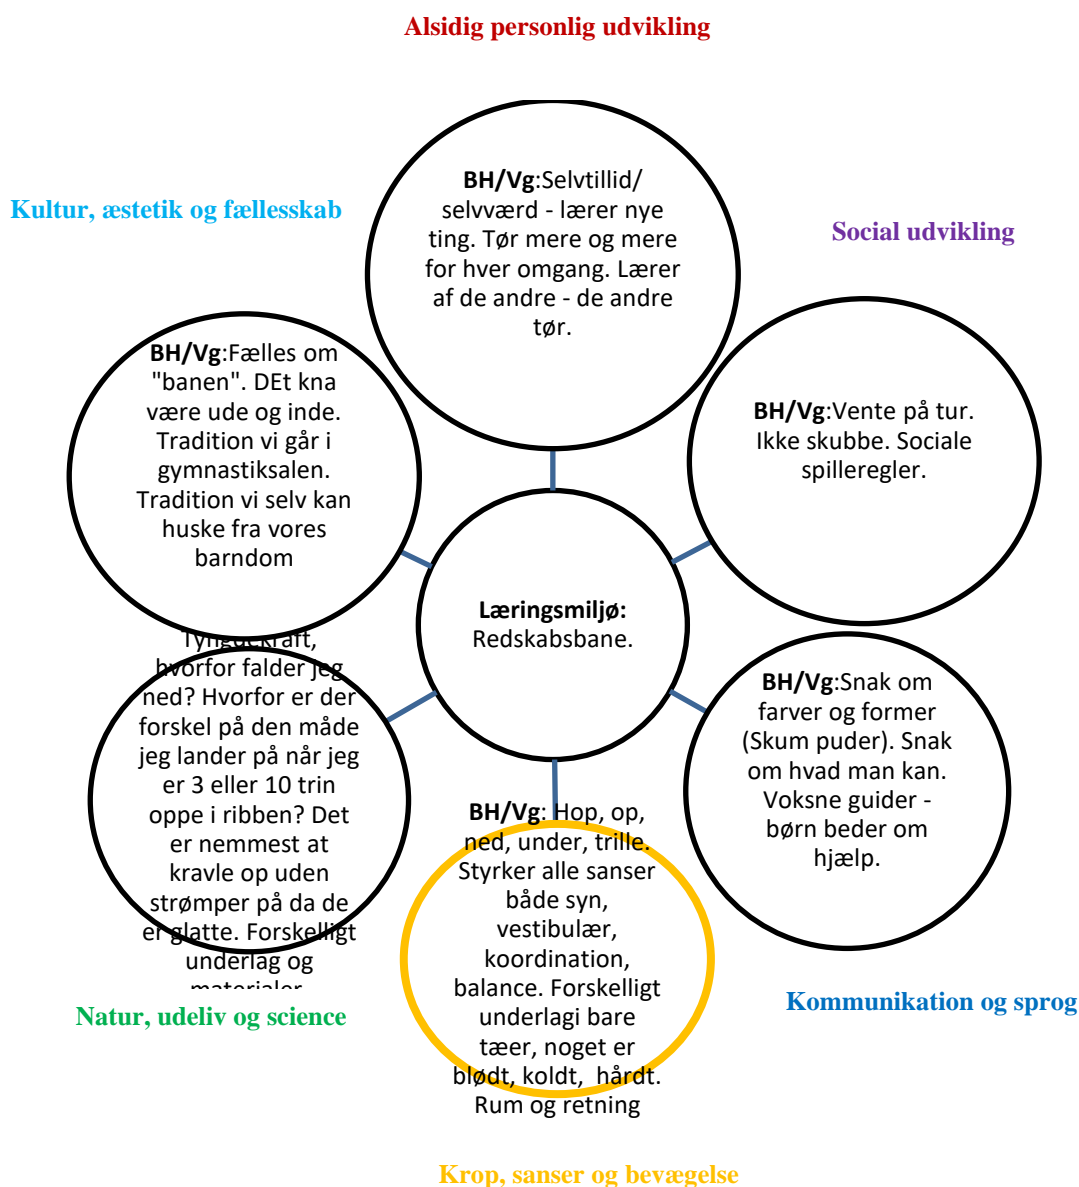 Alsidig personlig udvikling
BH/Vg:Selvtillid/
selvværd - lærer nye
ting. Tør mere og mere
for hver omgang. Lærer
af de andre - de andre
tør.
Kultur, æstetik og fællesskab
Social udvikling
BH/Vg:Fælles om
"banen". DEt kna
være ude og inde.
Tradition vi går i
gymnastiksalen.
Tradition vi selv kan
huske fra vores
barndom
BH/Vg:Vente på tur.
Ikke skubbe. Sociale
spilleregler.
Læringsmiljø:
Redskabsbane.
Tyngdekraft,
hvorfor falder jeg
ned? Hvorfor er der
forskel på den måde
jeg lander på når jeg
er 3 eller 10 trin
oppe i ribben? Det
er nemmest at
kravle op uden
strømper på da de
er glatte. Forskelligt
underlag og
materialer
BH/Vg:Snak om
farver og former
(Skum puder). Snak
om hvad man kan.
Voksne guider -
børn beder om
hjælp.
BH/Vg: Hop, op,
ned, under, trille.
Styrker alle sanser
både syn,
vestibulær,
koordination,
balance. Forskelligt
underlagi bare
tæer, noget er
blødt, koldt,  hårdt.
Rum og retning
Natur, udeliv og science
Kommunikation og sprog
Krop, sanser og bevægelse